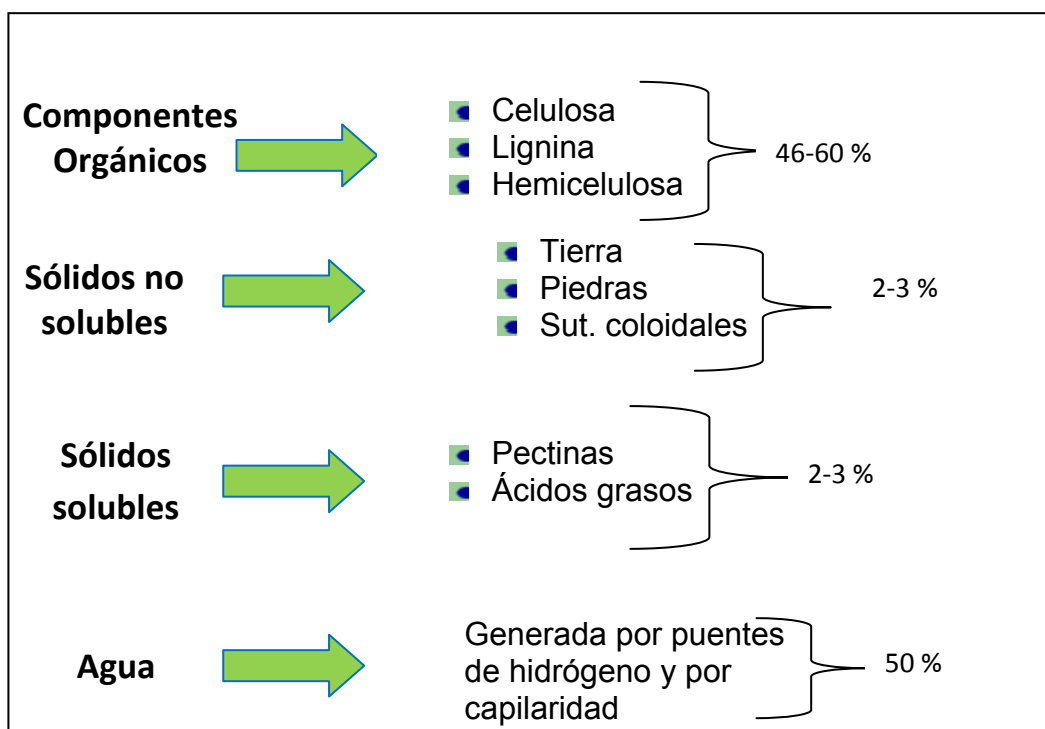 Componentes
Orgánicos
Celulosa
Lignina
Hemicelulosa
46-60 %
Sólidos no
solubles
Tierra
Piedras
Sut. coloidales
2-3 %
Sólidos
solubles
Pectinas
Ácidos grasos
2-3 %
Agua
Generada por puentes
de hidrógeno y por
capilaridad
50 %